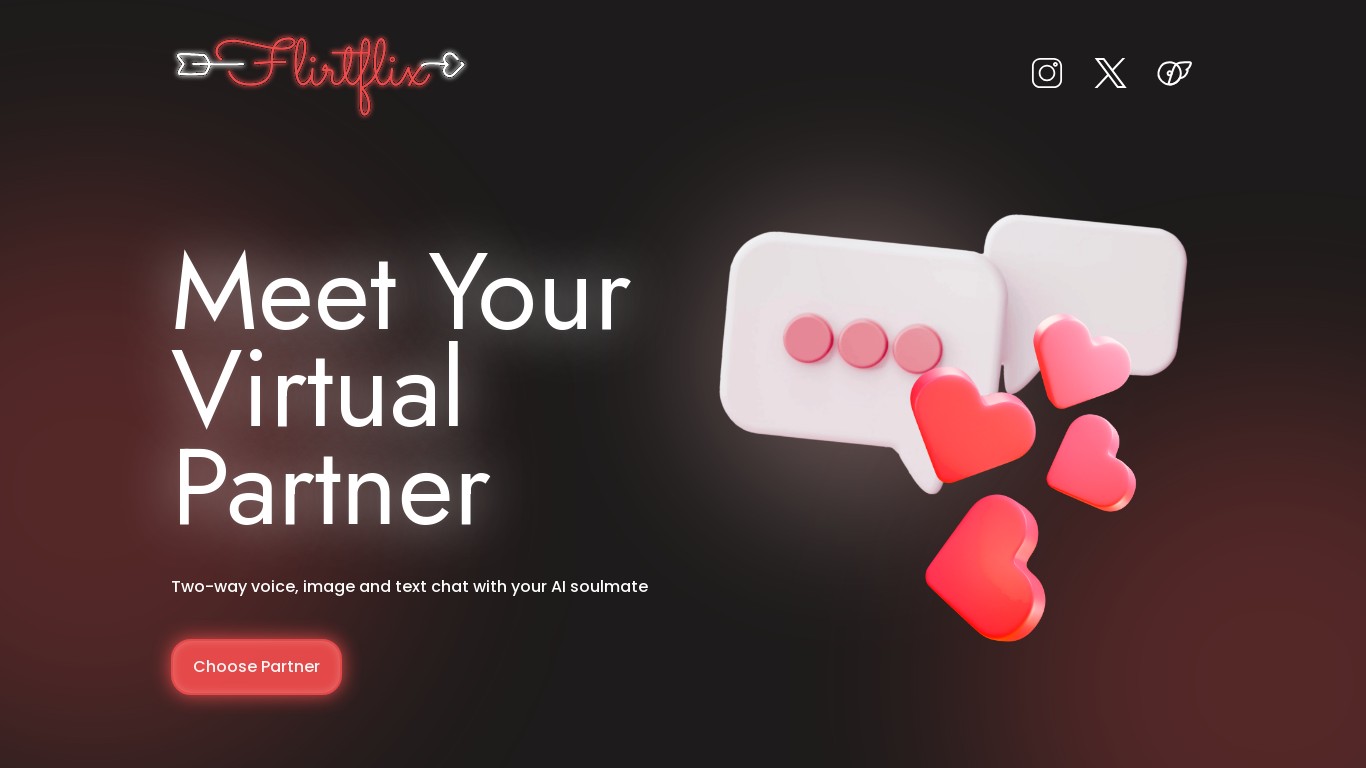 Flirtflix
Meet Your
Virtual
Partner
Two-way voice, image and text chat with your AI soulmate
Choose Partner